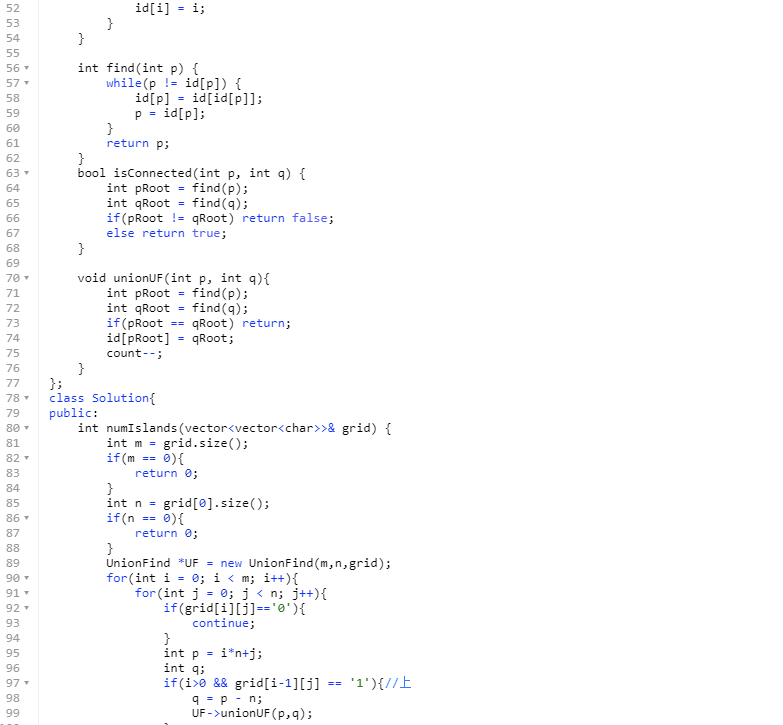 52 id[i] = i;
53 }
54 }
55
56 int find(int p) {
57 while(p != id[p]) {
58 id[p] = id[id[p]];
59 p = id[p];
60 }
61 return p;
62 }
63 bool isConnected(int p, int q) {
64 int pRoot = find(p);
65 int qRoot = find(q);
66 if(pRoot != qRoot) return false;
67 else return true;
68 }
69
70 void unionUF(int p, int q){
71 int pRoot = find(p);
72 int qRoot = find(q);
73 if(pRoot == qRoot) return;
74 id[pRoot] = qRoot;
75 count--;
76 }
77 };
78 class Solution{
79 public:
80 int numIslands(vector<vector<char>>& grid) {
81 int m = grid.size();
82 if(m == 0){
83 return 0;
84 }
85 int n = grid[0].size();
86 if(n == 0){
87 return 0;
88 }
89 UnionFind *UF = new UnionFind(m,n,grid);
90 for(int i = 0; i < m; i++){
91 for(int j = 0; j < n; j++){
92 if(grid[i][j]=='0'){
93 continue;
94 }
95 int p = i*n+j;
96 int q;
97 if(i>0 && grid[i-1][j] == '1'){//上
98 q = p - n;
99 UF->unionUF(p,q);